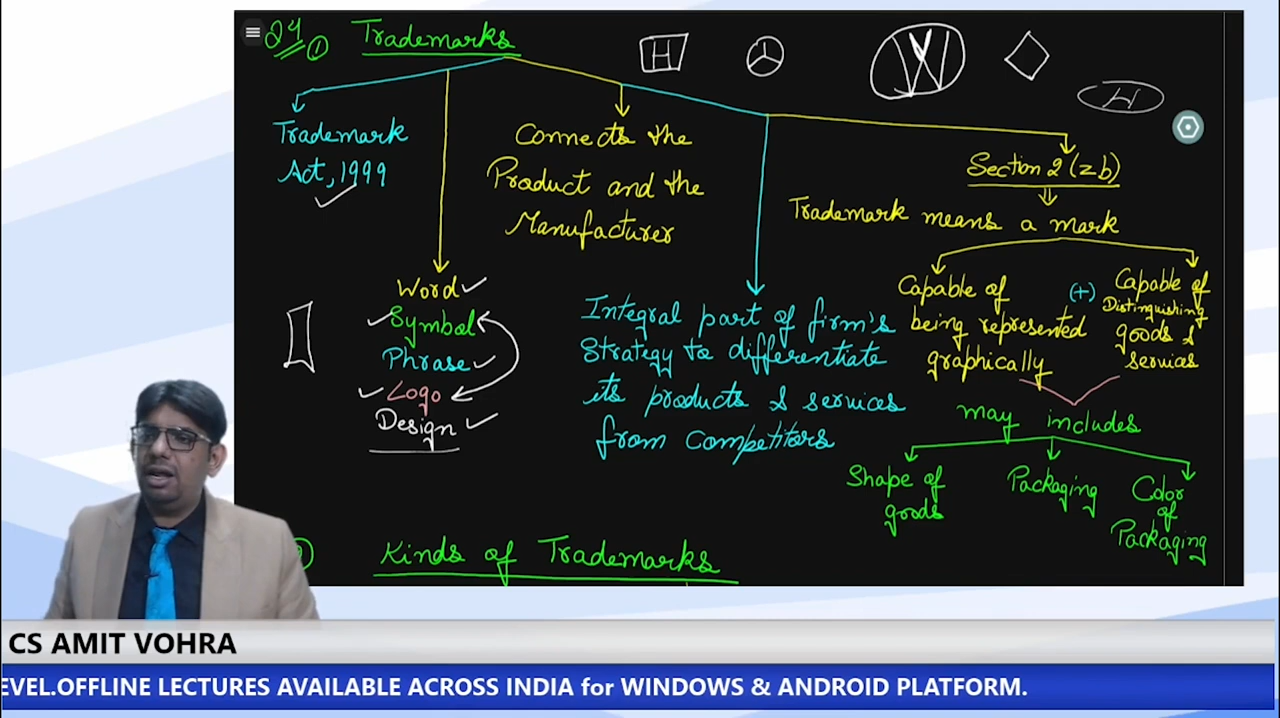 24 ① Trademarks
H
W
H
Trademark
Act, 1999
Connects the
Product and the
Manufacturer
Section 2 (zb)
Trademark means a mark
Word
Symbol
Phrase
Logo
Design
Integral part of firm's
Strategy to differentiate
its products & services
from competitors
Capable of
being represented
graphically
(+)
Capable of
Distinguishing
goods &
services
may includes
Shape of
goods
Packaging
Color
of
Packaging
Kinds of Trademarks
CS AMIT VOHRA
EVEL.OFFLINE LECTURES AVAILABLE ACROSS INDIA for WINDOWS & ANDROID PLATFORM.